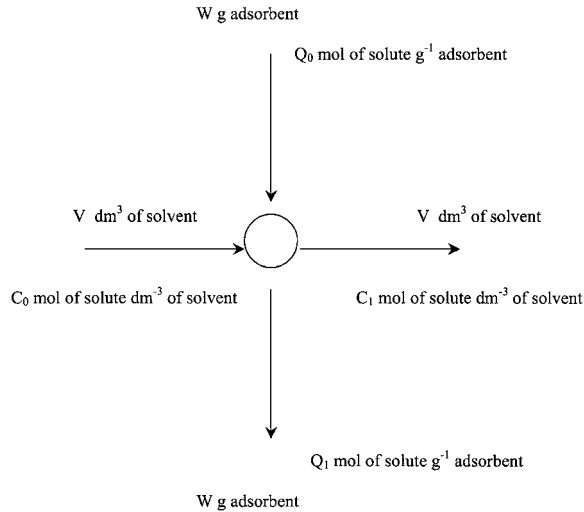 W g adsorbent
Q₀ mol of solute g⁻¹ adsorbent
V dm³ of solvent
V dm³ of solvent
C₀ mol of solute dm⁻³ of solvent
C₁ mol of solute dm⁻³ of solvent
Q₁ mol of solute g⁻¹ adsorbent
W g adsorbent